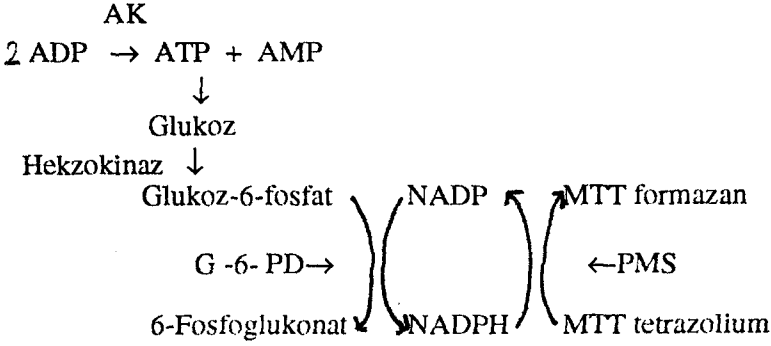 AK
2 ADP → ATP + AMP
↓
Glukoz
Hekzokinaz ↓
Glukoz-6-fosfat NADP MTT formazan
G -6- PD→ ←PMS
6-Fosfoglukonat NADPH MTT tetrazolium